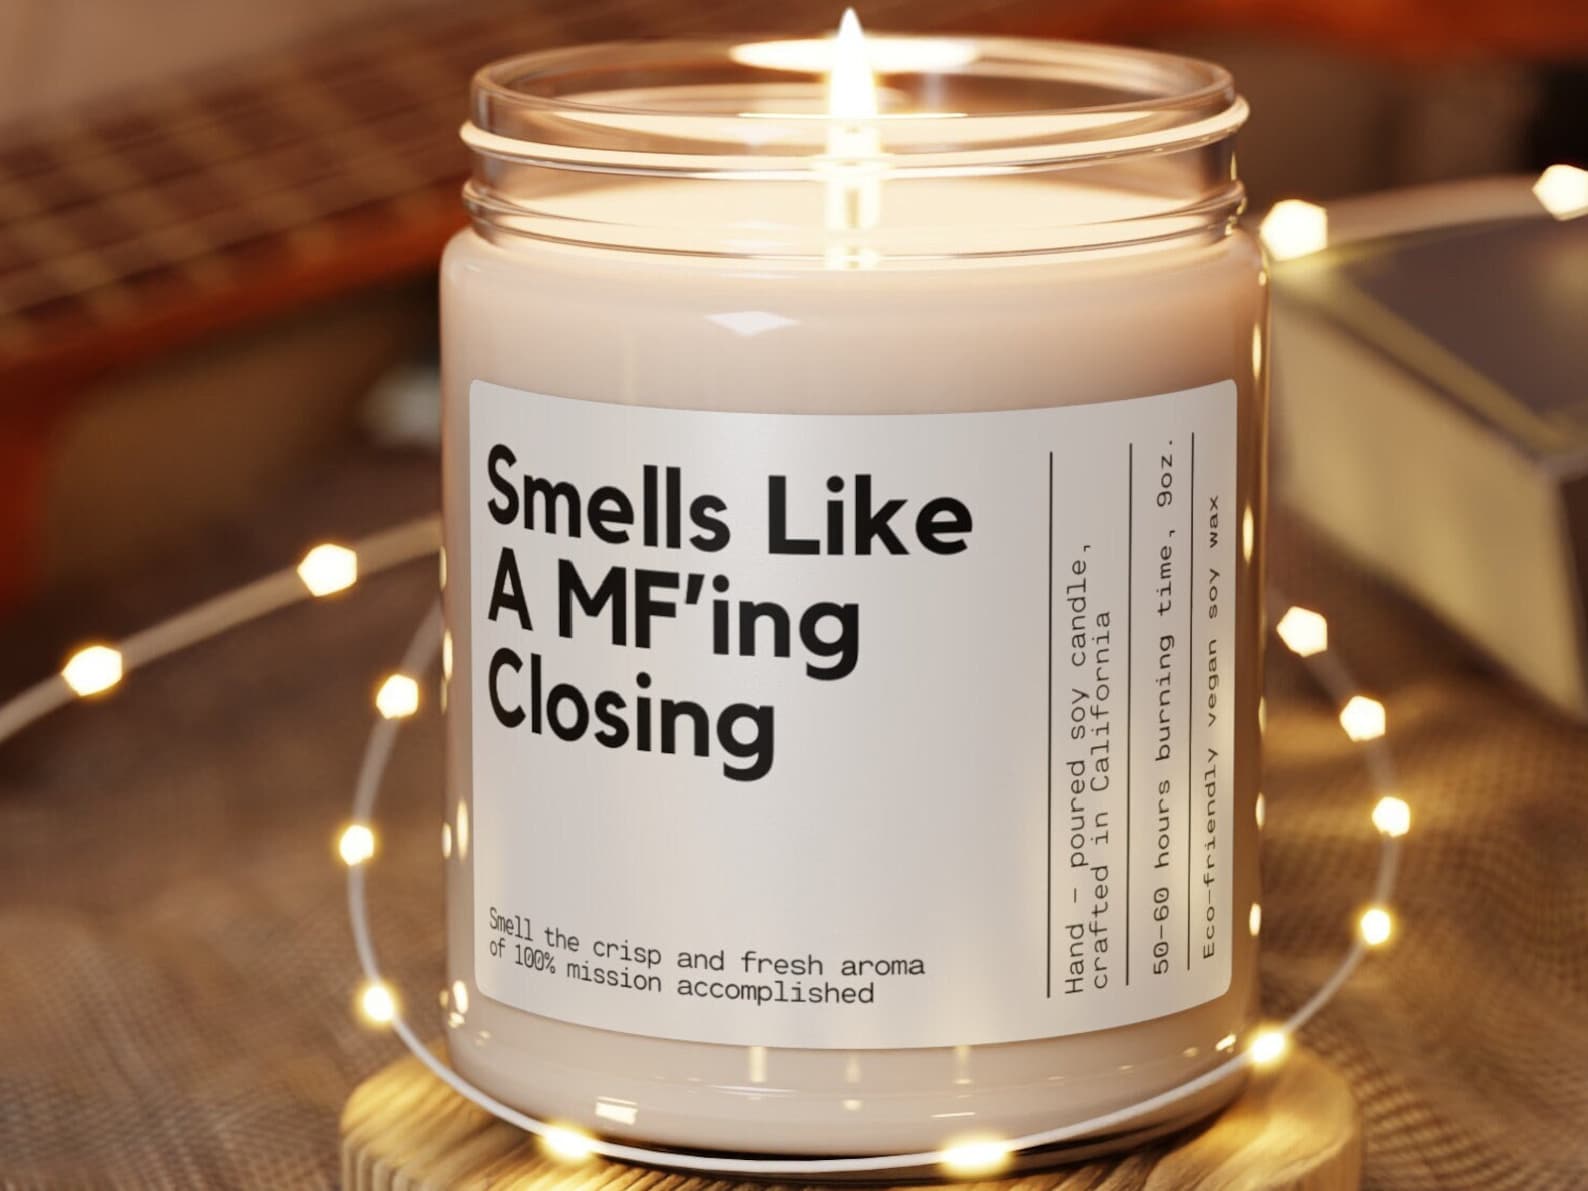 Smells Like
A MF'ing
Closing
Smell the crisp and fresh aroma
of 100% mission accomplished
Hand - poured soy candle,
crafted in California
50-60 hours burning time, 9oz.
Eco-friendly vegan soy wax